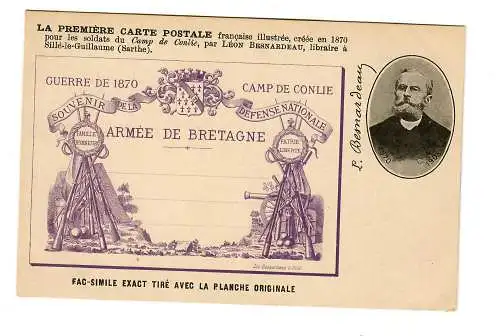 LA PREMIÈRE CARTE POSTALE française illustrée, créée en 1870
pour les soldats du Camp de Conlie, par LÉON BESNARDEAU, libraire à
Sillé-le-Guillaume (Sarthe).
GUERRE DE 1870
CAMP DE CONLIE
SOUVENIR DE LA DÉFENSE NATIONALE
ARMÉE DE BRETAGNE
FAMILLE
HONNEUR
PATRIE
LIBERTÉ
L. Besnardeau
FAC-SIMILE EXACT TIRÉ AVEC LA PLANCHE ORIGINALE